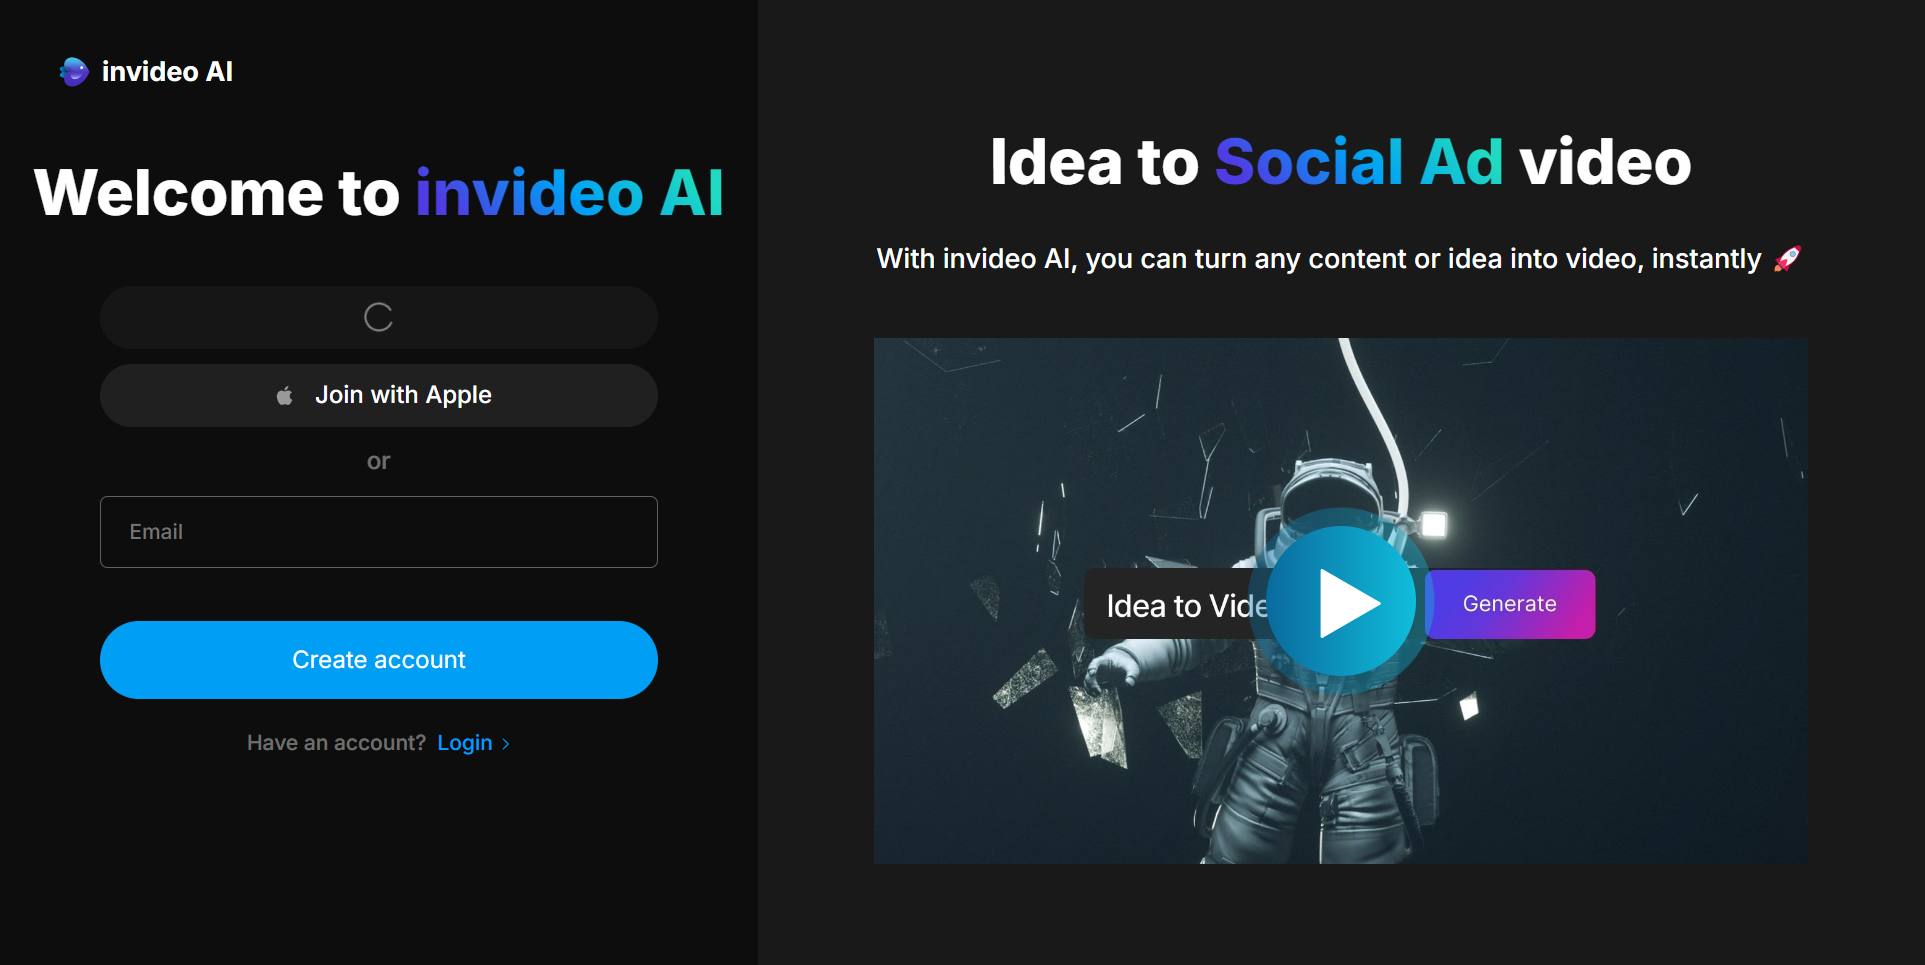 invideo AI
Welcome to invideo AI
Join with Apple
or
Email
Create account
Have an account? Login
Idea to Social Ad video
With invideo AI, you can turn any content or idea into video, instantly 🚀
Idea to Vide
Generate